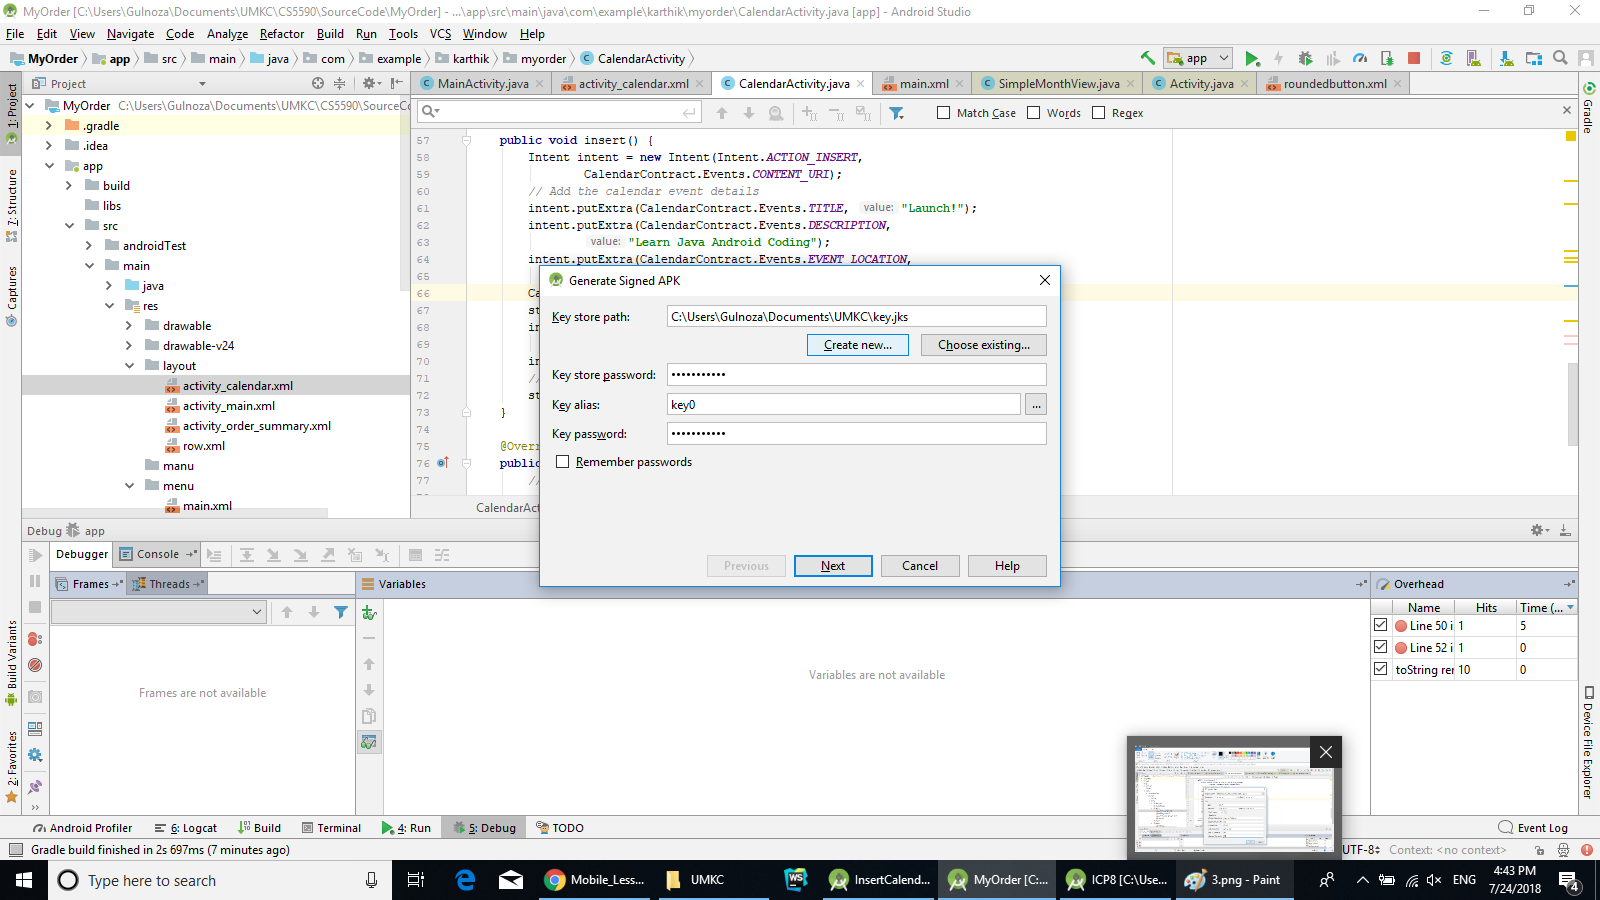 MyOrder [C:\Users\Gulnoza\Documents\UMKC\CS5590\SourceCode\MyOrder] - ...\app\src\main\java\com\example\karthik\myorder\CalendarActivity.java [app] - Android Studio
File Edit View Navigate Code Analyze Refactor Build Run Tools VCS Window Help
MyOrder app src main java com example karthik myorder CalendarActivity
app
Project
MainActivity.java activity_calendar.xml CalendarActivity.java main.xml SimpleMonthView.java Activity.java roundedbutton.xml
Match Case Words Regex
1: Project
7: Structure
Captures
Build Variants
2: Favorites
Gradle
Device File Explorer
MyOrder C:\Users\Gulnoza\Documents\UMKC\CS5590\SourceCo
.gradle
.idea
app
build
libs
src
androidTest
main
java
res
drawable
drawable-v24
layout
activity_calendar.xml
activity_main.xml
activity_order_summary.xml
row.xml
manu
menu
main.xml
57 public void insert() {
58 Intent intent = new Intent(Intent.ACTION_INSERT,
59 CalendarContract.Events.CONTENT_URI);
60 // Add the calendar event details
61 intent.putExtra(CalendarContract.Events.TITLE, value: "Launch!");
62 intent.putExtra(CalendarContract.Events.DESCRIPTION,
63 value: "Learn Java Android Coding");
64 intent.putExtra(CalendarContract.Events.EVENT_LOCATION,
65
66 Ca
67 st
68 in
69
70 in
71 //
72 st
73 }
74
75 @Overr
76 public
77 //
CalendarAct
Generate Signed APK
Key store path: C:\Users\Gulnoza\Documents\UMKC\key.jks
Create new... Choose existing...
Key store password: •••••••••••
Key alias: key0 ...
Key password: •••••••••••
Remember passwords
Previous Next Cancel Help
Debug app
Debugger Console
Frames Threads Variables Overhead
Name Hits Time (...
Line 50 i 1 5
Line 52 i 1 0
toString rer 10 0
Frames are not available
Variables are not available
Android Profiler 6: Logcat Build Terminal 4: Run 5: Debug TODO Event Log
Gradle build finished in 2s 697ms (7 minutes ago)
UTF-8 Context: <no context>
Type here to search
Mobile_Less... UMKC InsertCalend... MyOrder [C:... ICP8 [C:\Use... 3.png - Paint
WS
ENG
4:43 PM
7/24/2018
4